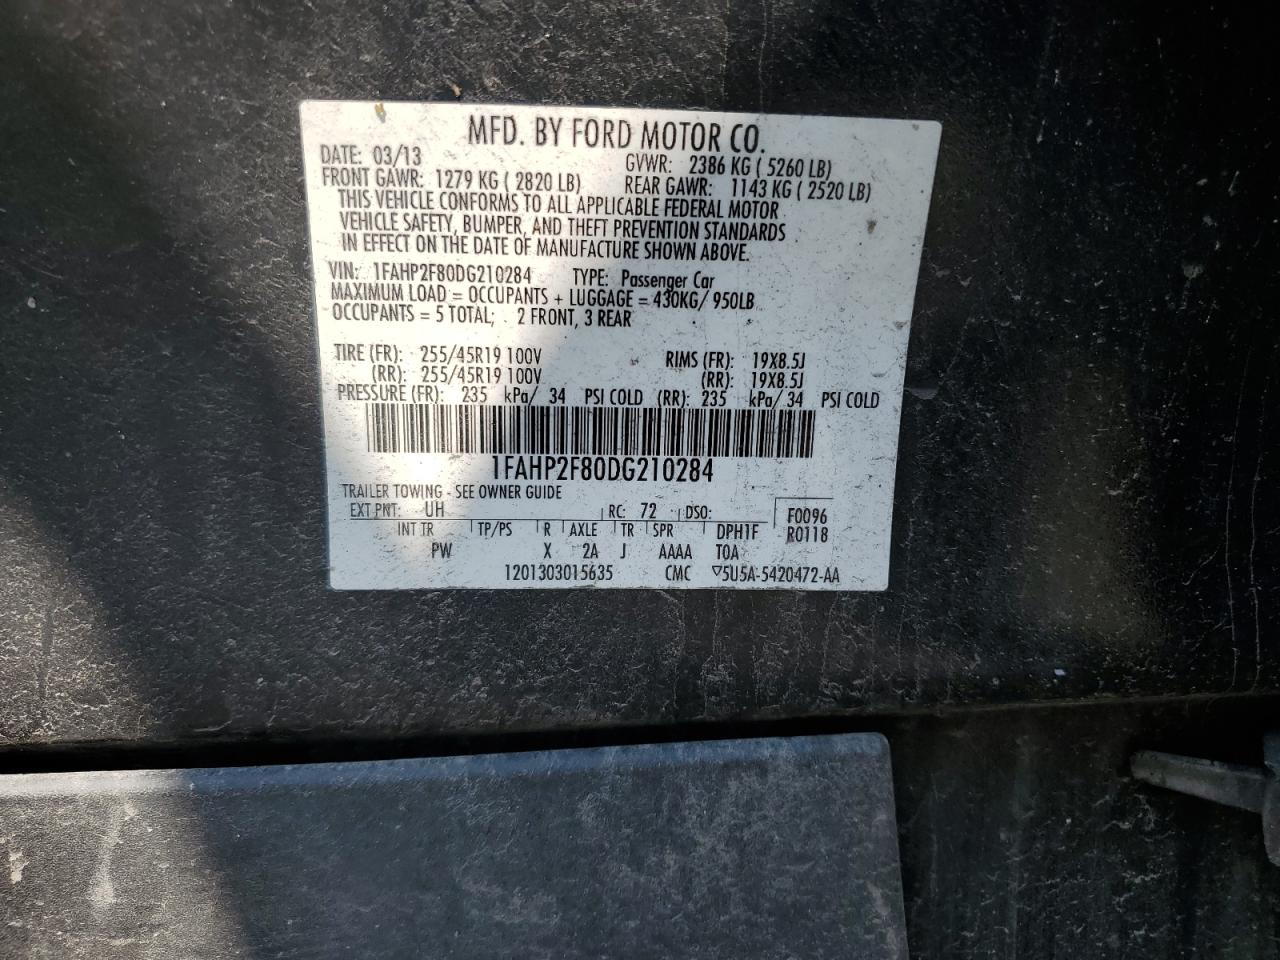 MFD. BY FORD MOTOR CO.
DATE: 03/13 GVWR: 2386 KG ( 5260 LB)
FRONT GAWR: 1279 KG ( 2820 LB) REAR GAWR: 1143 KG ( 2520 LB)
THIS VEHICLE CONFORMS TO ALL APPLICABLE FEDERAL MOTOR
VEHICLE SAFETY, BUMPER, AND THEFT PREVENTION STANDARDS
IN EFFECT ON THE DATE OF MANUFACTURE SHOWN ABOVE.
VIN: 1FAHP2F80DG210284 TYPE: Passenger Car
MAXIMUM LOAD = OCCUPANTS + LUGGAGE = 430KG/ 950LB
OCCUPANTS = 5 TOTAL; 2 FRONT, 3 REAR
TIRE (FR): 255/45R19 100V RIMS (FR): 19X8.5J
(RR): 255/45R19 100V (RR): 19X8.5J
PRESSURE (FR): 235 kPa/ 34 PSI COLD (RR): 235 kPa/ 34 PSI COLD
1FAHP2F80DG210284
TRAILER TOWING - SEE OWNER GUIDE
EXT PNT: UH RC: 72 DSO: F0096
INT TR TP/PS R AXLE TR SPR DPH1F R0118
PW X 2A J AAAA T0A
1201303015635 CMC ▽5U5A-5420472-AA